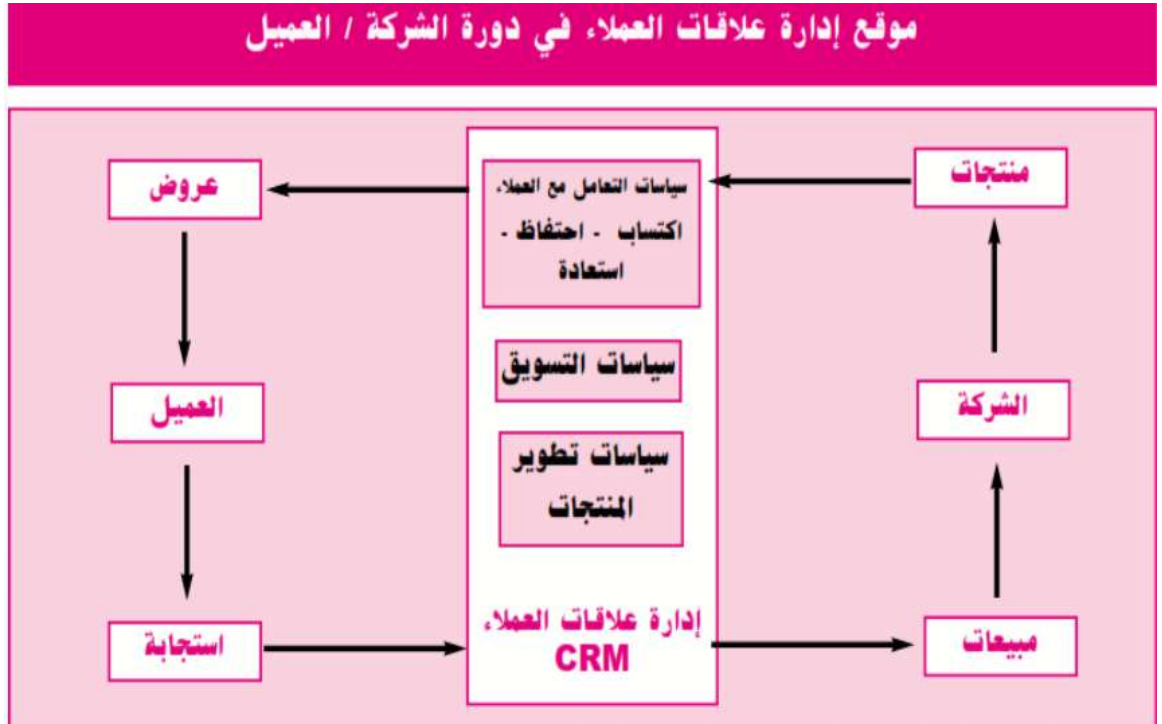 موقع إدارة علاقات العملاء في دورة الشركة / العميل
منتجات
سياسات التعامل مع العملاء
اكتساب - احتفاظ -
استعادة
عروض
سياسات التسويق
الشركة
العميل
سياسات تطوير
المنتجات
مبيعات
إدارة علاقات العملاء
CRM
استجابة